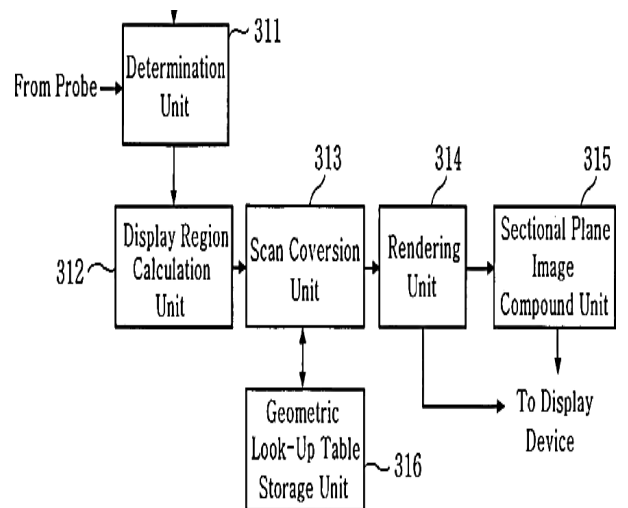 311
From Probe
Determination
Unit
313
314
315
312
Display Region
Calculation
Unit
Scan Coversion
Unit
Rendering
Unit
Sectional Plane
Image
Compound Unit
Geometric
Look-Up Table
Storage Unit
316
To Display
Device